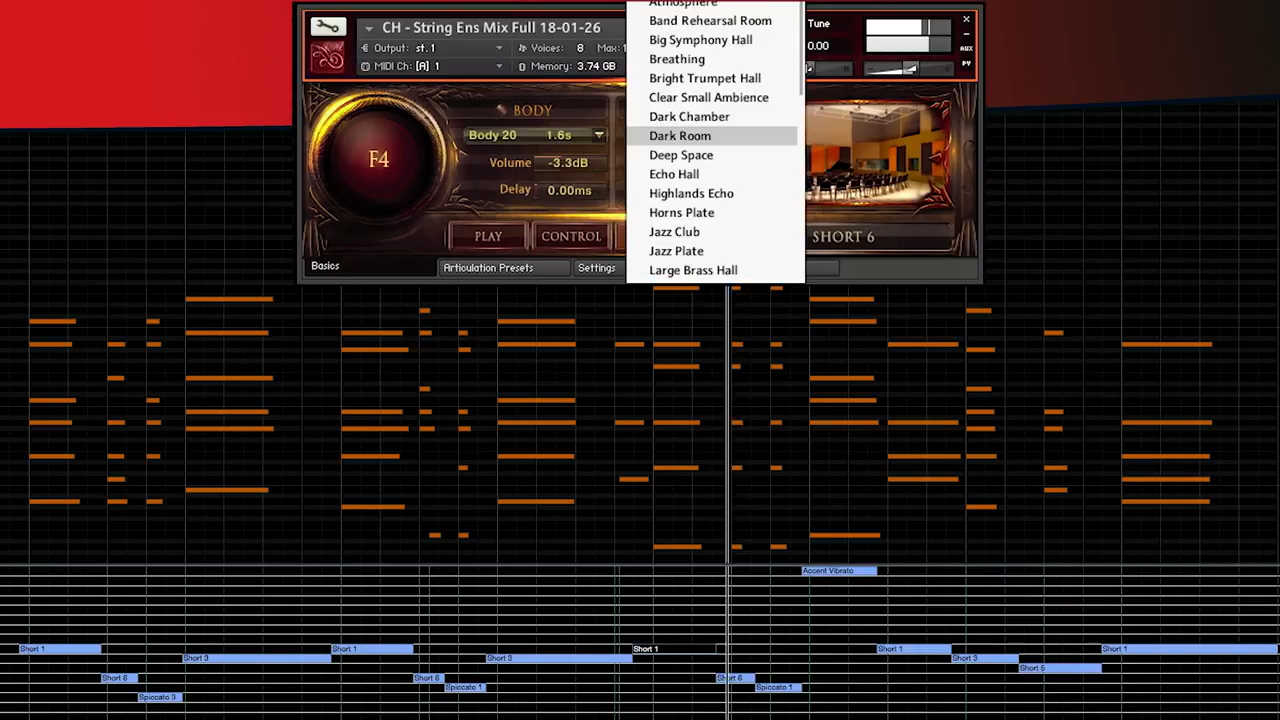 Atmosphere
CH - String Ens Mix Full 18-01-26
Output: st.1
Voices: 8 Max: 1
MIDI Ch: [A] 1
Memory: 3.74 GB
Tune
0.00
AUX
PV
Band Rehearsal Room
Big Symphony Hall
Breathing
Bright Trumpet Hall
Clear Small Ambience
Dark Chamber
Dark Room
Deep Space
Echo Hall
Highlands Echo
Horns Plate
Jazz Club
Jazz Plate
Large Brass Hall
F4
BODY
Body 20 1.6s
Volume -3.3dB
Delay 0.00ms
PLAY
CONTROL
SHORT 6
Basics
Articulation Presets
Settings
Accent Vibrato
Short 1
Short 1
Short 1
Short 1
Short 1
Short 3
Short 3
Short 3
Short 5
Short 6
Short 6
Short 6
Spiccato 1
Spiccato 1
Spiccato 3